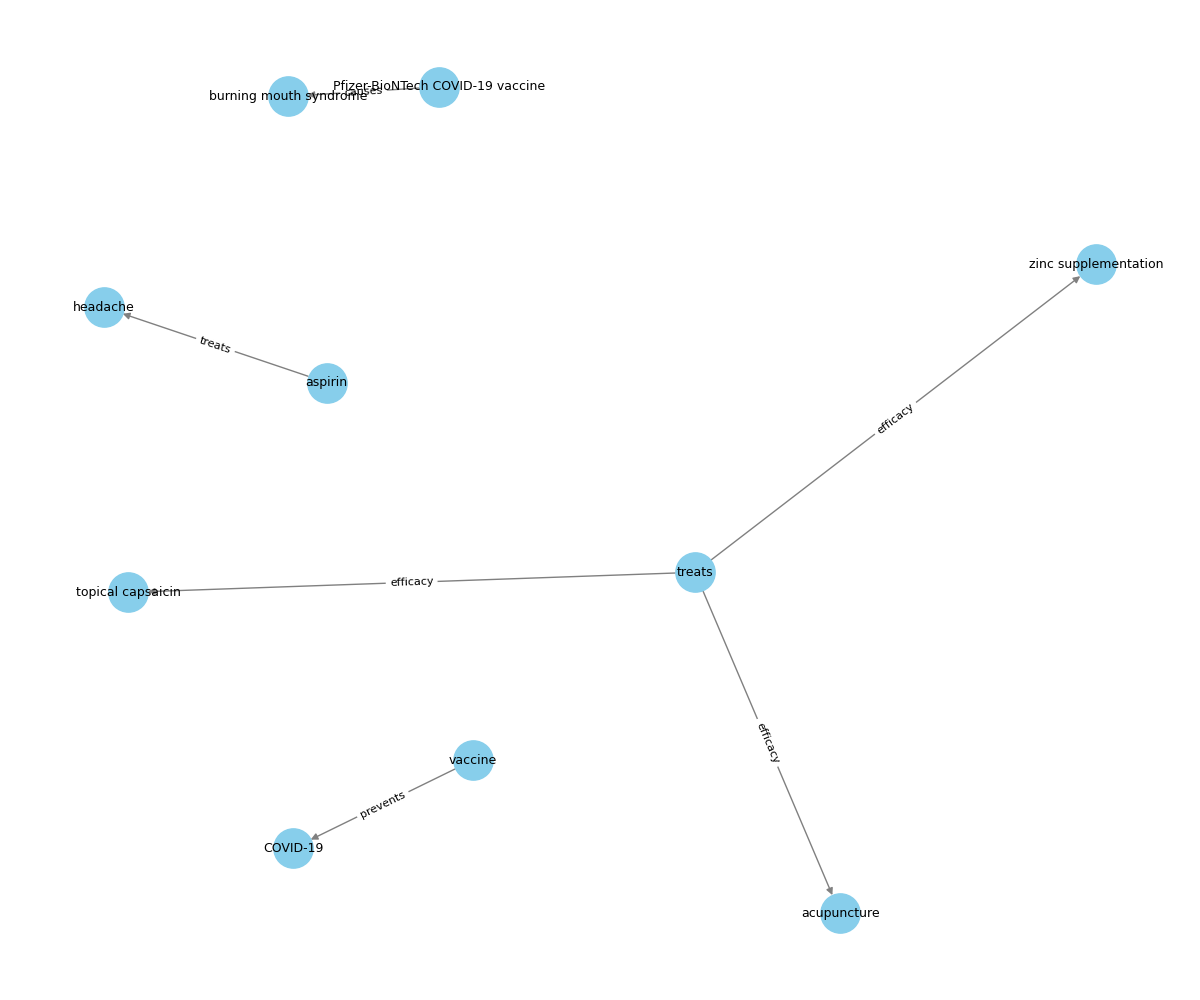 Pfizer-BioNTech COVID-19 vaccine
causes
burning mouth syndrome
zinc supplementation
headache
treats
aspirin
efficacy
treats
efficacy
topical capsaicin
efficacy
vaccine
prevents
COVID-19
acupuncture